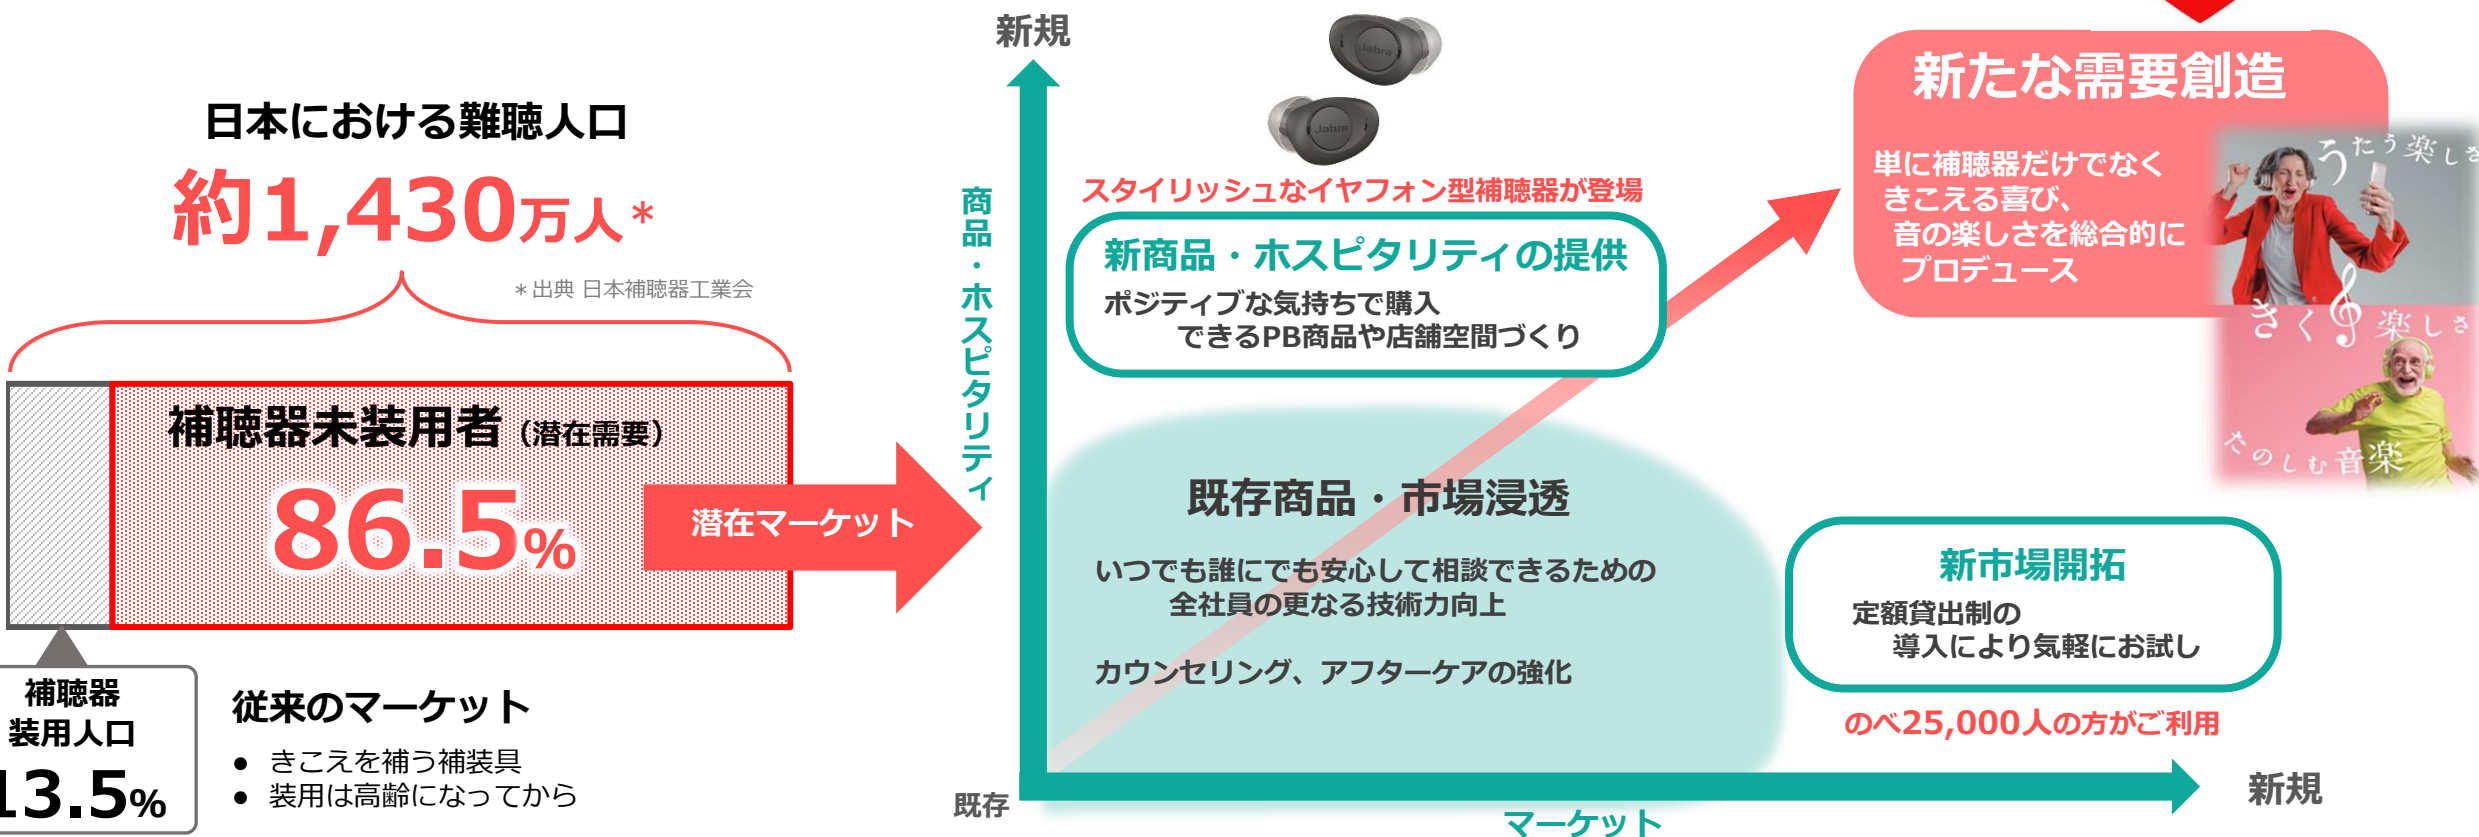 日本における難聴人口
約1,430万人*
*出典 日本補聴器工業会
補聴器未装用者（潜在需要）
86.5%
潜在マーケット
補聴器
装用人口
13.5%
従来のマーケット
● きこえを補う補装具
● 装用は高齢になってから
新規
商品・ホスピタリティ
Jabra
Jabra
スタイリッシュなイヤフォン型補聴器が登場
新商品・ホスピタリティの提供
ポジティブな気持ちで購入
できるPB商品や店舗空間づくり
既存商品・市場浸透
いつでも誰にでも安心して相談できるための
全社員の更なる技術力向上
カウンセリング、アフターケアの強化
既存
マーケット
新規
新たな需要創造
単に補聴器だけでなく
きこえる喜び、
音の楽しさを総合的に
プロデュース
うたう楽しさ
きく楽しさ
たのしむ音楽
新市場開拓
定額貸出制の
導入により気軽にお試し
のべ25,000人の方がご利用